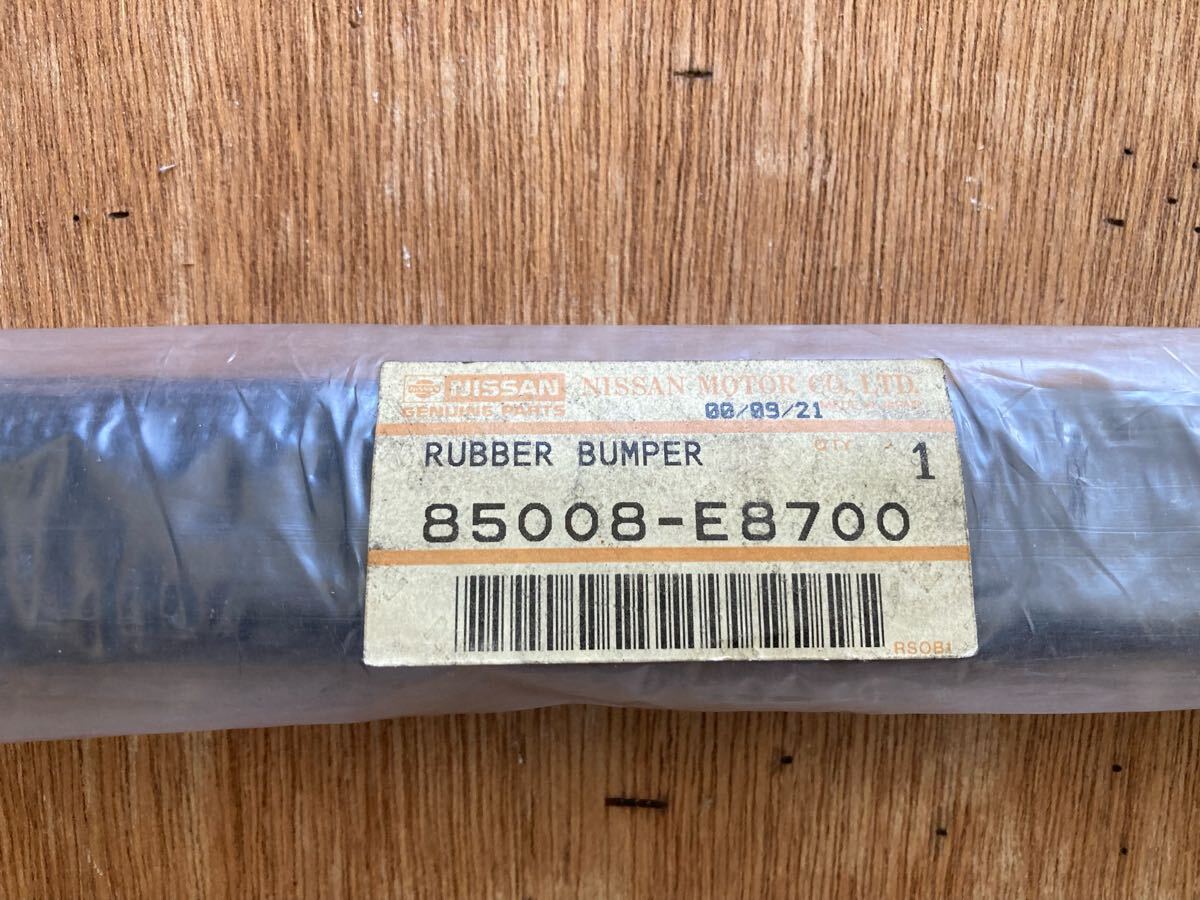 NISSAN NISSAN MOTOR CO., LTD.
GENUINE PARTS 00/09/21
RUBBER BUMPER QTY 1
85008-E8700
RSOB1